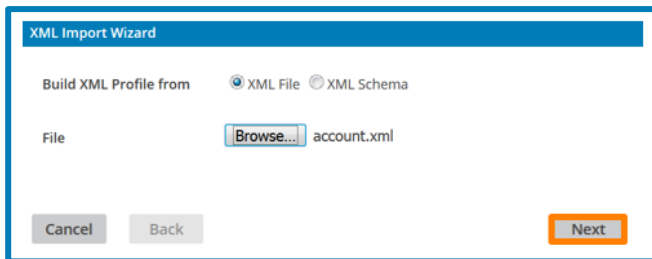 XML Import Wizard
Build XML Profile from XML File XML Schema
File Browse... account.xml
Cancel Back Next